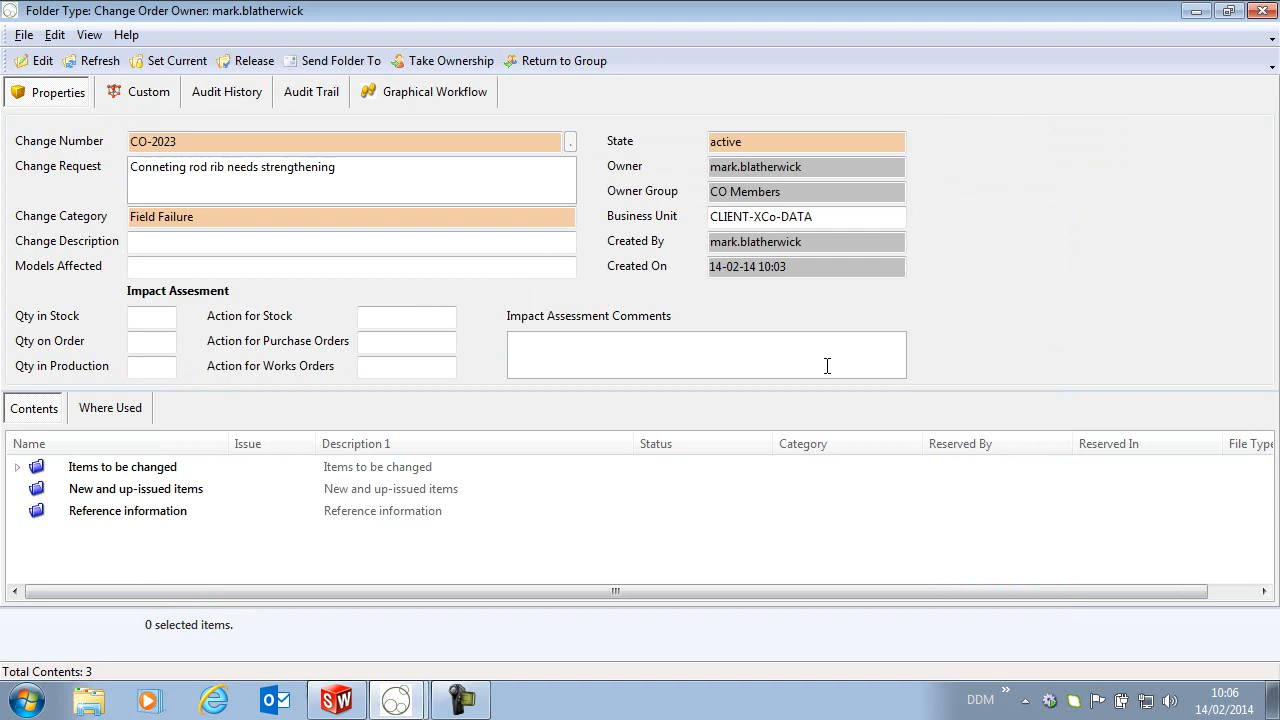 Folder Type: Change Order Owner: mark.blatherwick
File Edit View Help
Edit Refresh Set Current Release Send Folder To Take Ownership Return to Group
Properties Custom Audit History Audit Trail Graphical Workflow
Change Number CO-2023 . State active
Change Request Conneting rod rib needs strengthening Owner mark.blatherwick
Owner Group CO Members
Change Category Field Failure Business Unit CLIENT-XCo-DATA
Change Description Created By mark.blatherwick
Models Affected Created On 14-02-14 10:03
Impact Assesment
Qty in Stock Action for Stock Impact Assessment Comments
Qty on Order Action for Purchase Orders
Qty in Production Action for Works Orders
Contents Where Used
Name Issue Description 1 Status Category Reserved By Reserved In File Type
Items to be changed Items to be changed
New and up-issued items New and up-issued items
Reference information Reference information
0 selected items.
Total Contents: 3
SW DDM 10:06
14/02/2014